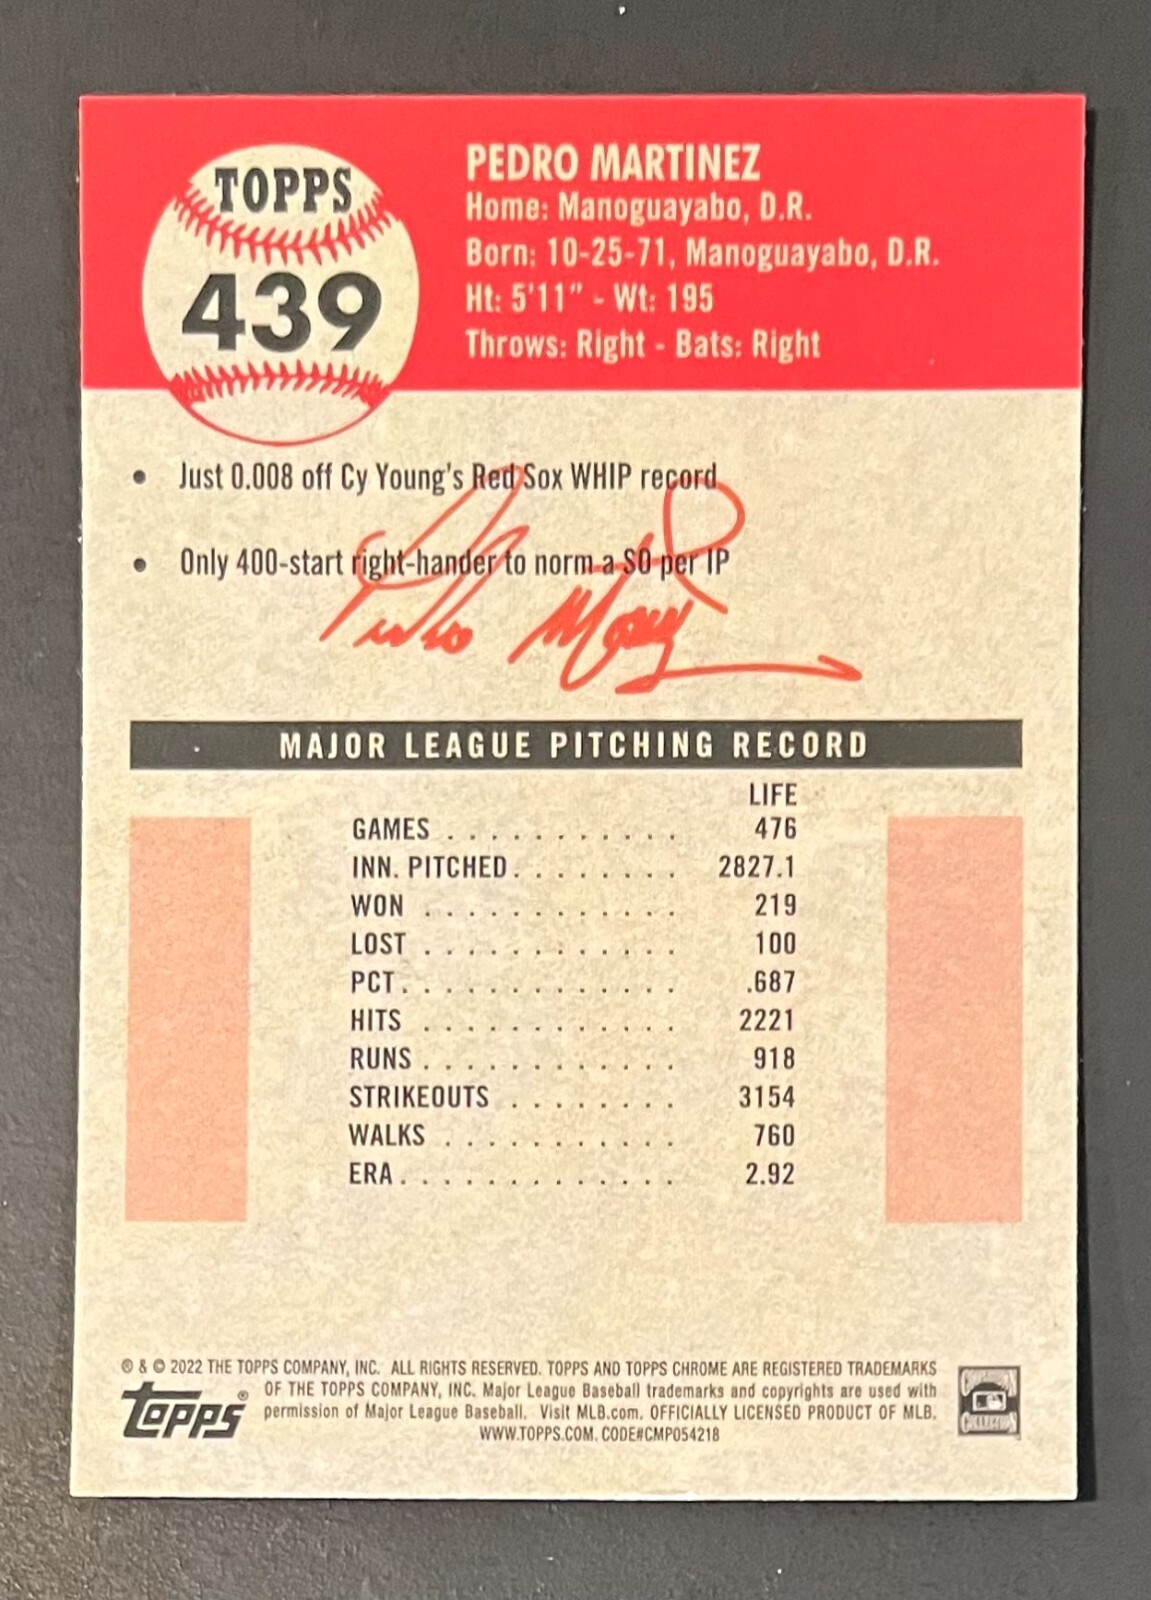 TOPPS
439
PEDRO MARTINEZ
Home: Manoguayabo, D.R.
Born: 10-25-71, Manoguayabo, D.R.
Ht: 5'11" - Wt: 195
Throws: Right - Bats: Right
• Just 0.008 off Cy Young's Red Sox WHIP record
• Only 400-start right-hander to norm a SO per IP
MAJOR LEAGUE PITCHING RECORD
LIFE
GAMES . . . . . . . . . . . 476
INN. PITCHED . . . . . . . . 2827.1
WON . . . . . . . . . . . . 219
LOST . . . . . . . . . . . . 100
PCT . . . . . . . . . . . . . .687
HITS . . . . . . . . . . . . 2221
RUNS . . . . . . . . . . . . 918
STRIKEOUTS . . . . . . . . 3154
WALKS . . . . . . . . . . . 760
ERA . . . . . . . . . . . . . 2.92
® & © 2022 THE TOPPS COMPANY, INC. ALL RIGHTS RESERVED. TOPPS AND TOPPS CHROME ARE REGISTERED TRADEMARKS
OF THE TOPPS COMPANY, INC. Major League Baseball trademarks and copyrights are used with
permission of Major League Baseball. Visit MLB.com. OFFICIALLY LICENSED PRODUCT OF MLB.
WWW.TOPPS.COM. CODE#CMP054218
Topps®